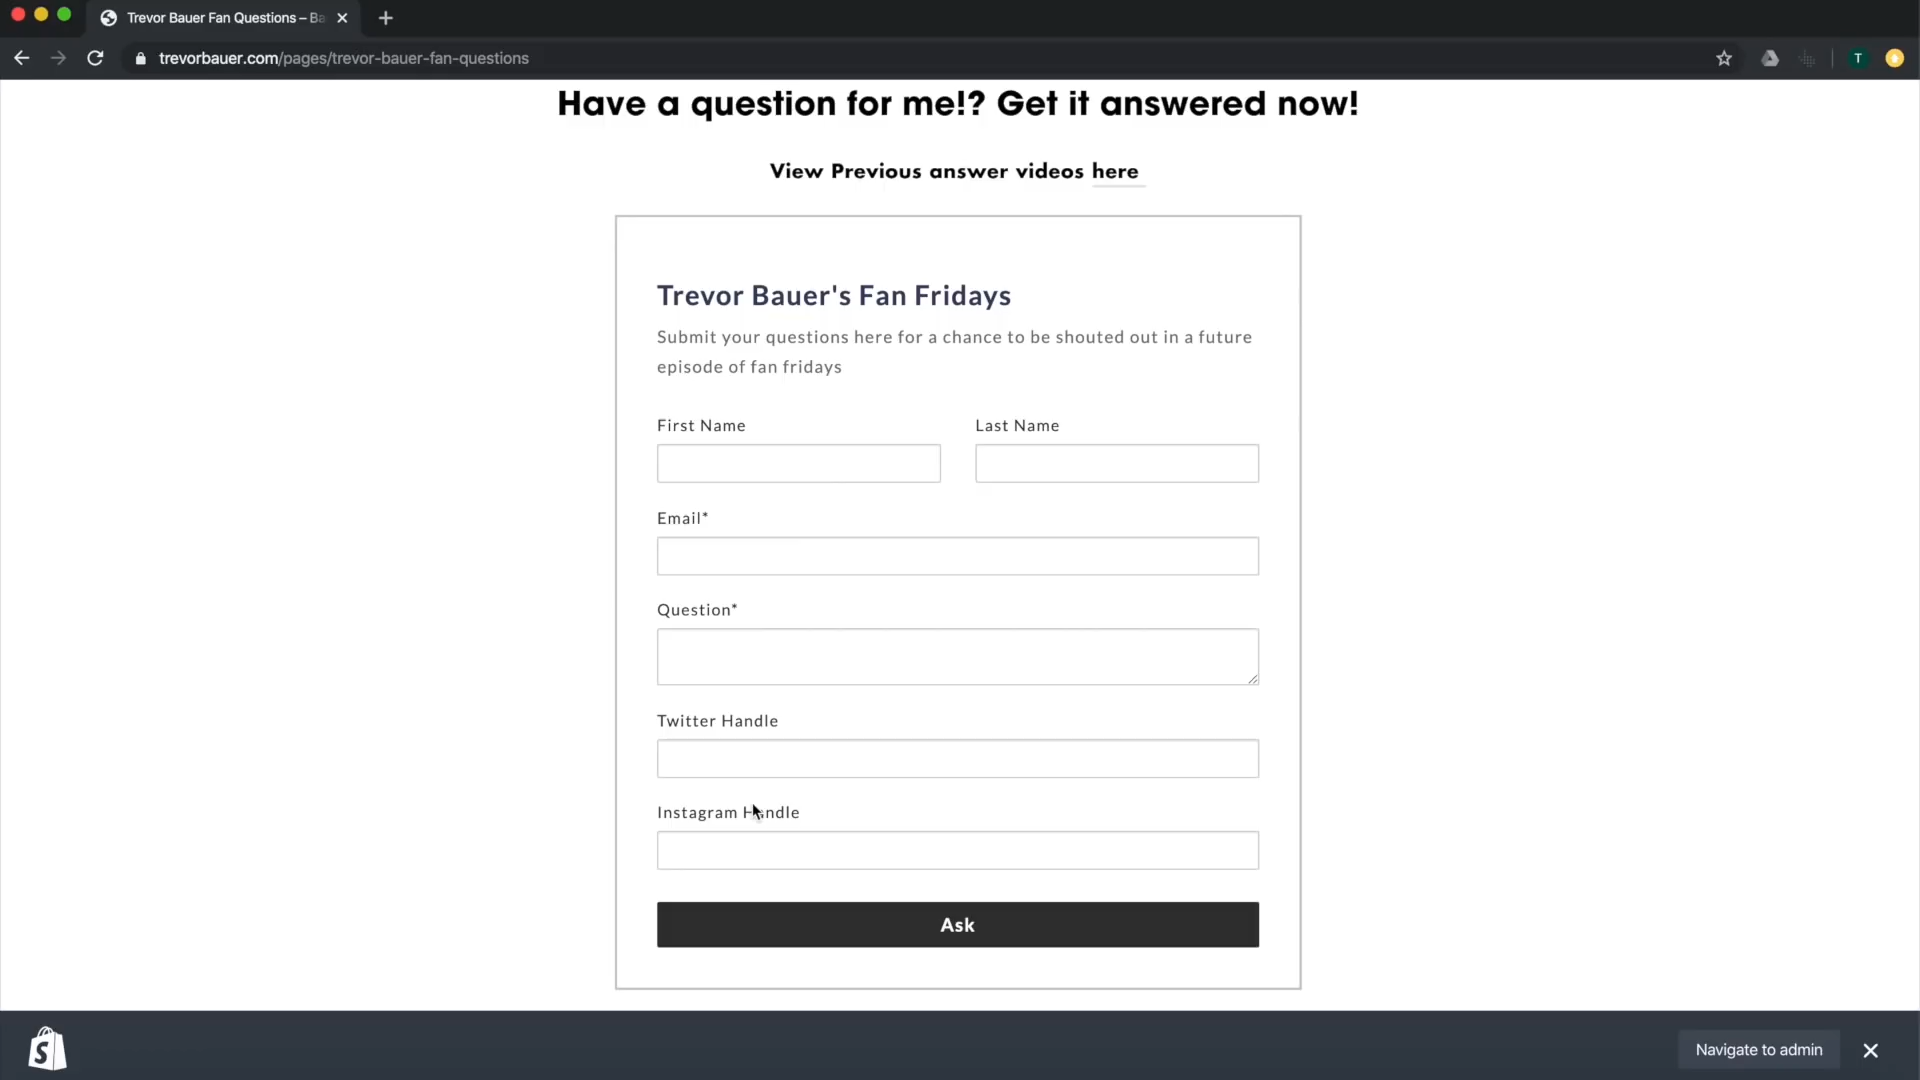 Trevor Bauer Fan Questions – Ba
trevorbauer.com/pages/trevor-bauer-fan-questions
T
Have a question for me!? Get it answered now!
View Previous answer videos here
Trevor Bauer's Fan Fridays
Submit your questions here for a chance to be shouted out in a future
episode of fan fridays
First Name
Last Name
Email*
Question*
Twitter Handle
Instagram Handle
Ask
S
Navigate to admin